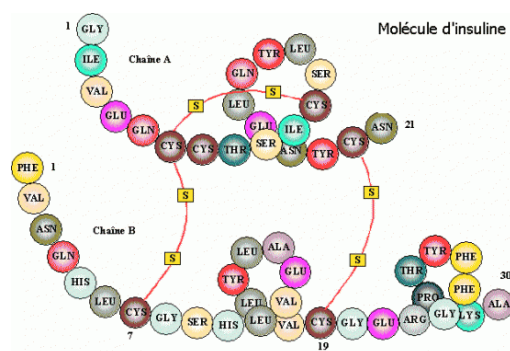 Molécule d'insuline
1
GLY
ILE
Chaîne A
VAL
GLU
GLN
CYS
CYS
THR
SER
ILE
CYS
SER
LEU
TYR
GLN
LEU
GLU
ASN
TYR
CYS
ASN
21
S
S
S
S
S
S
PHE
1
VAL
ASN
Chaîne B
GLN
HIS
LEU
CYS
7
GLY
SER
HIS
LEU
VAL
GLU
ALA
LEU
TYR
LEU
VAL
CYS
19
GLY
GLU
ARG
GLY
PHE
PHE
TYR
THR
PRO
LYS
ALA
30